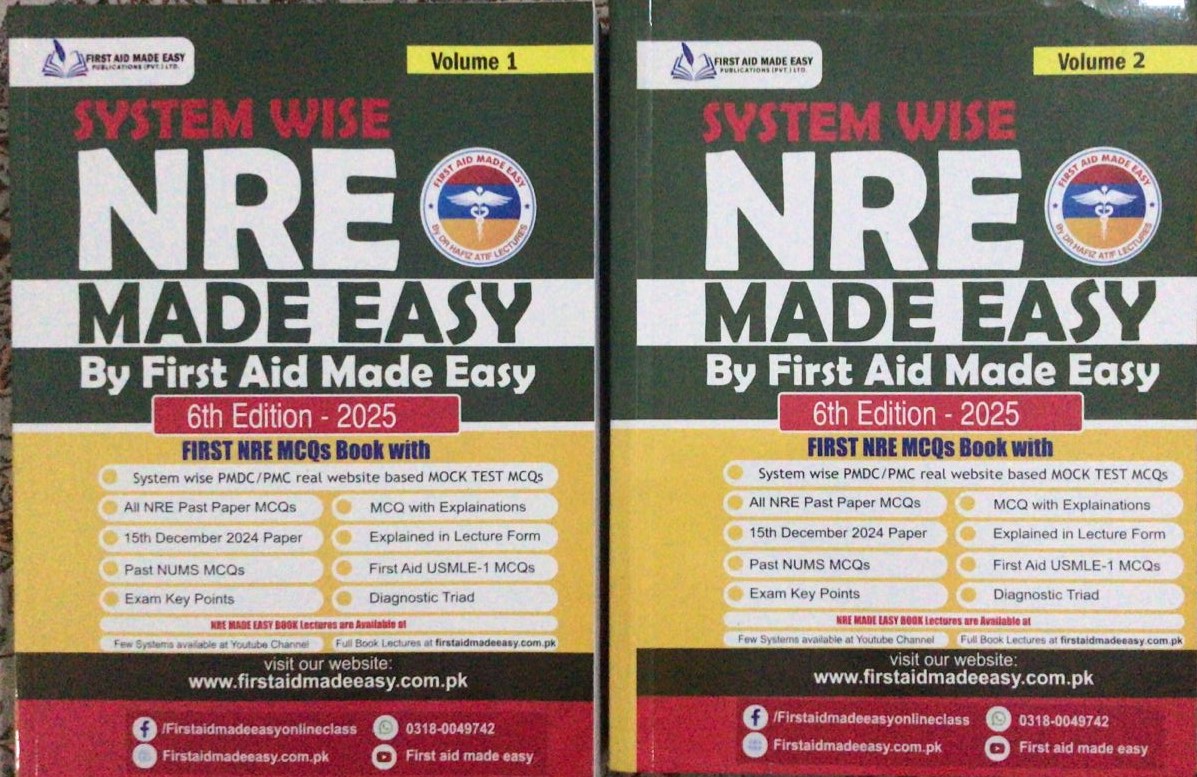 FIRST AID MADE EASY
PUBLICATIONS (PVT.) LTD.
Volume 1
SYSTEM WISE
NRE
FIRST AID MADE EASY
By DR HAFIZ ATIF LECTURES
MADE EASY
By First Aid Made Easy
6th Edition - 2025
FIRST NRE MCQs Book with
System wise PMDC/PMC real website based MOCK TEST MCQs
All NRE Past Paper MCQs
MCQ with Explainations
15th December 2024 Paper
Explained in Lecture Form
Past NUMS MCQs
First Aid USMLE-1 MCQs
Exam Key Points
Diagnostic Triad
NRE MADE EASY BOOK Lectures are Available at
Few Systems available at Youtube Channel
Full Book Lectures at firstaidmadeeasy.com.pk
visit our website:
www.firstaidmadeeasy.com.pk
/Firstaidmadeeasyonlineclass
0318-0049742
Firstaidmadeeasy.com.pk
First aid made easy
FIRST AID MADE EASY
PUBLICATIONS (PVT.) LTD.
Volume 2
SYSTEM WISE
NRE
FIRST AID MADE EASY
By DR HAFIZ ATIF LECTURES
MADE EASY
By First Aid Made Easy
6th Edition - 2025
FIRST NRE MCQs Book with
System wise PMDC/PMC real website based MOCK TEST MCQs
All NRE Past Paper MCQs
MCQ with Explainations
15th December 2024 Paper
Explained in Lecture Form
Past NUMS MCQs
First Aid USMLE-1 MCQs
Exam Key Points
Diagnostic Triad
NRE MADE EASY BOOK Lectures are Available at
Few Systems available at Youtube Channel
Full Book Lectures at firstaidmadeeasy.com.pk
visit our website:
www.firstaidmadeeasy.com.pk
/Firstaidmadeeasyonlineclass
0318-0049742
Firstaidmadeeasy.com.pk
First aid made easy